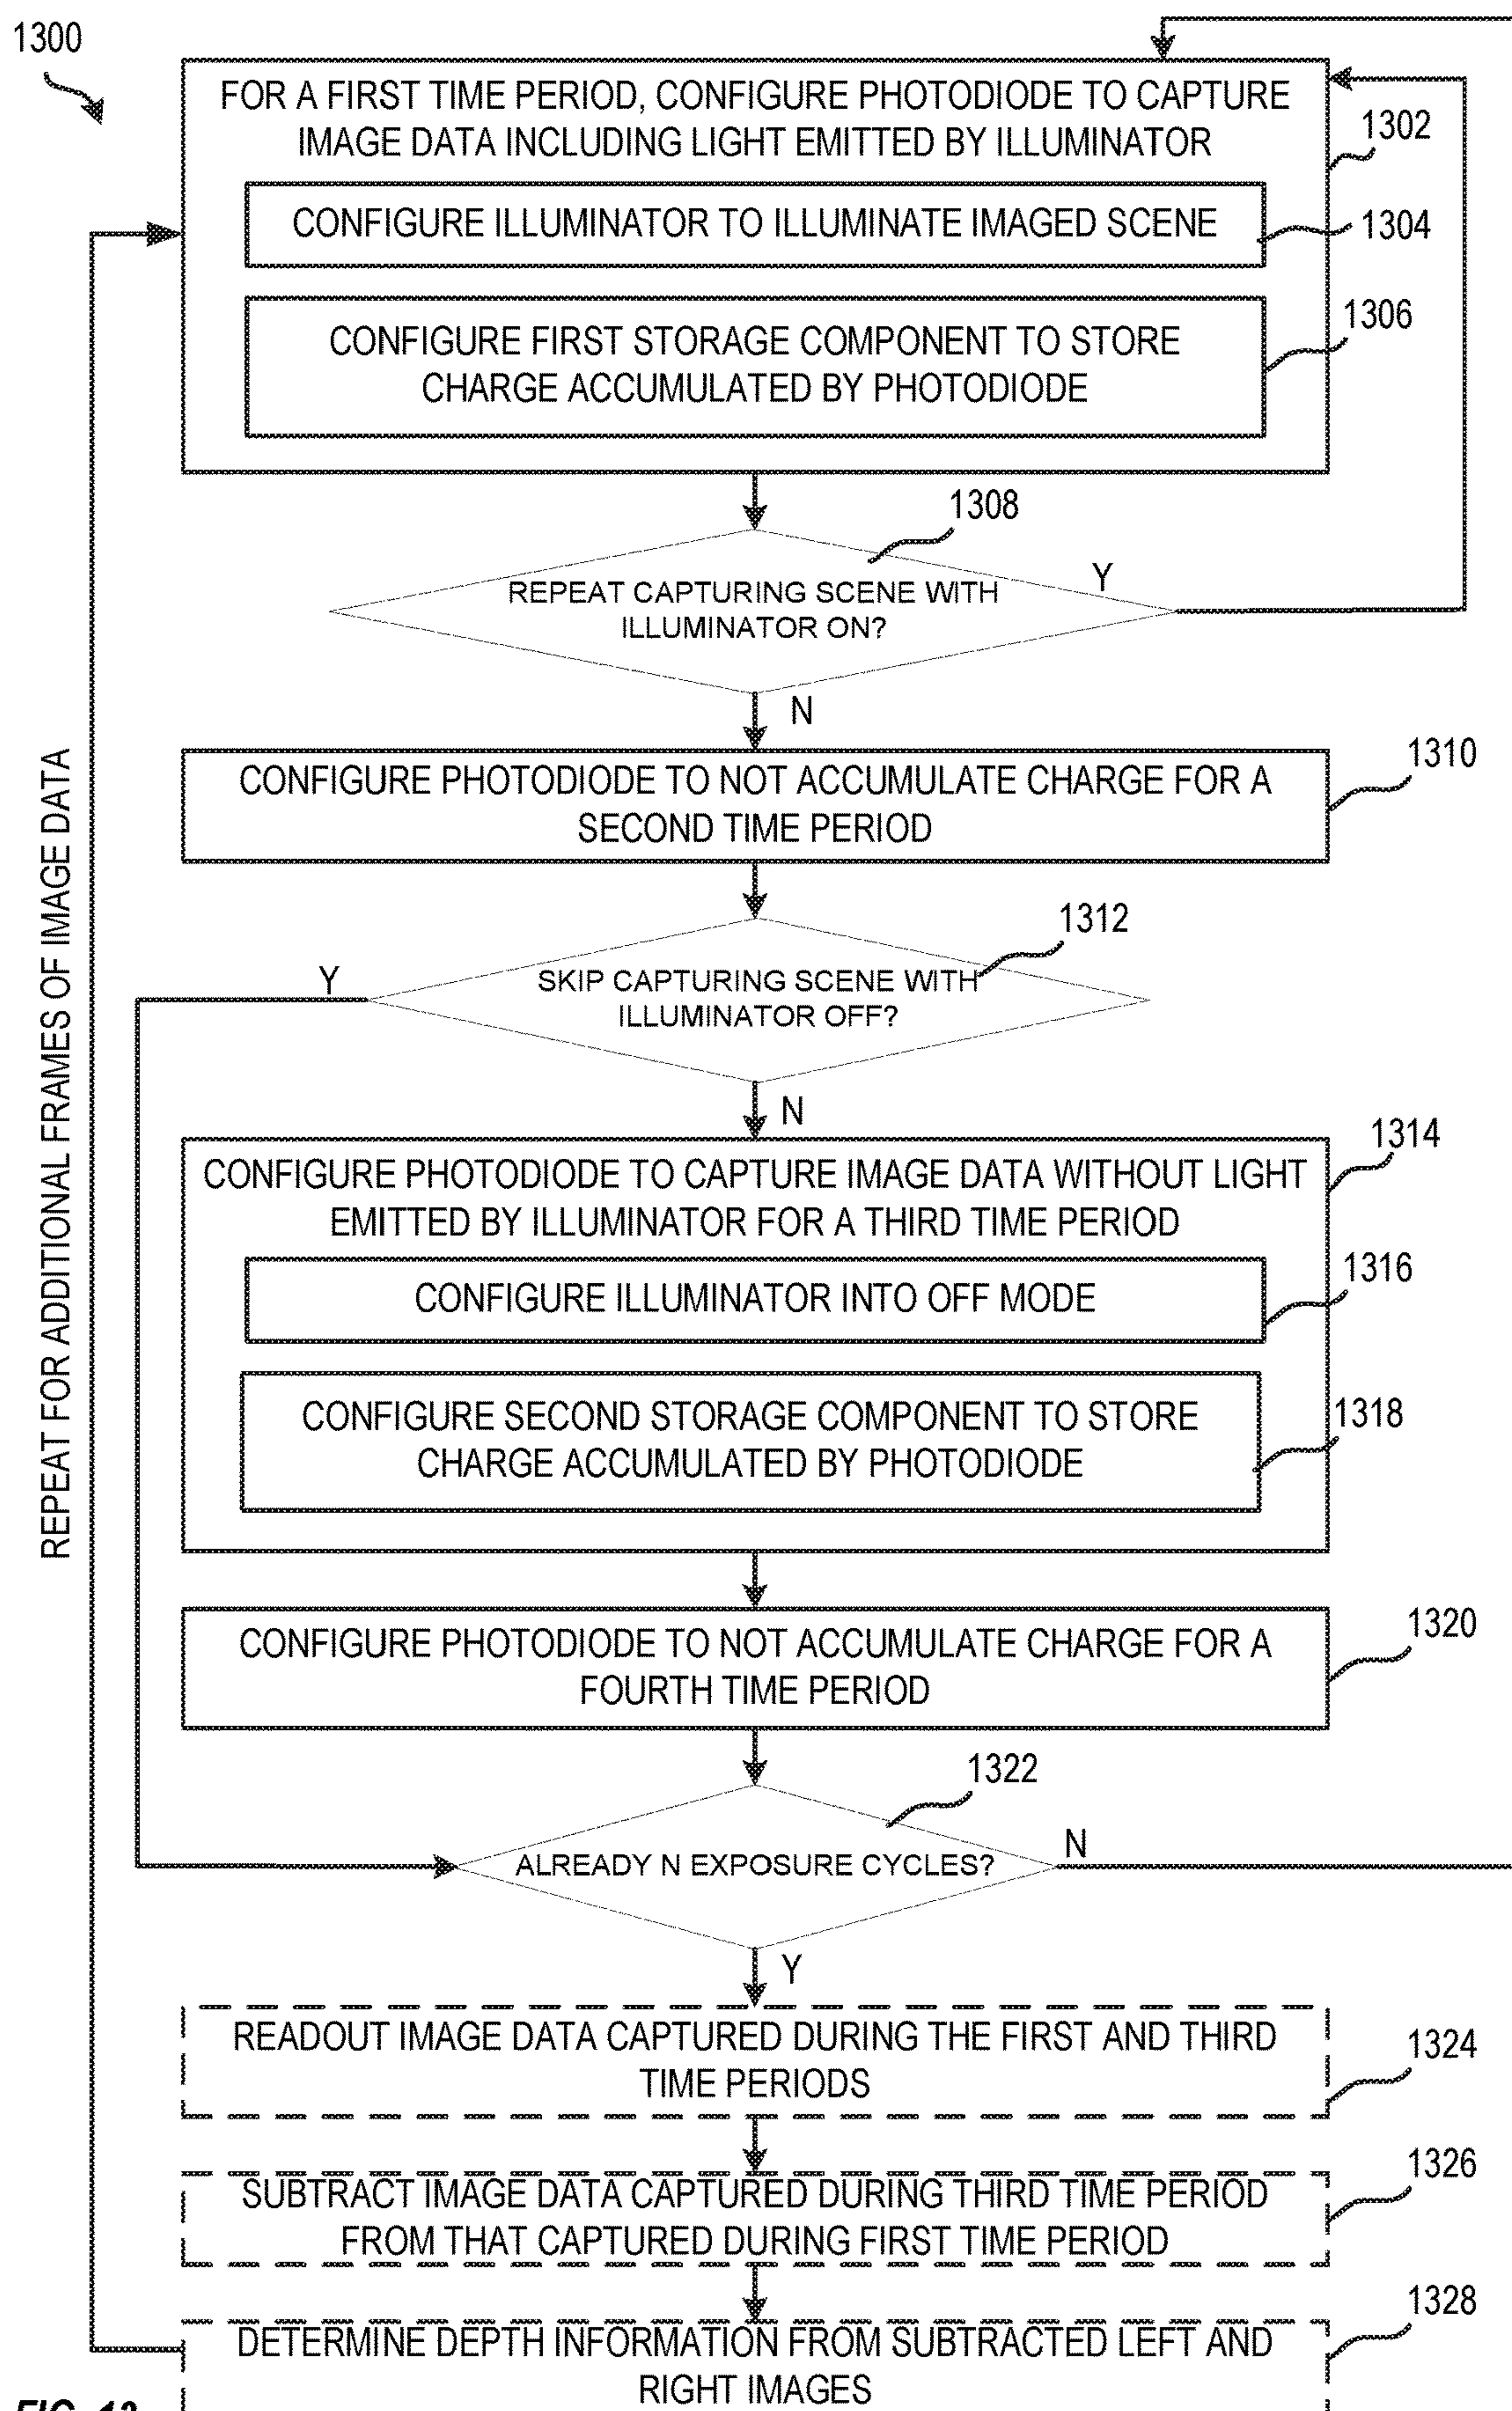 1300
FOR A FIRST TIME PERIOD, CONFIGURE PHOTODIODE TO CAPTURE
IMAGE DATA INCLUDING LIGHT EMITTED BY ILLUMINATOR
1302
CONFIGURE ILLUMINATOR TO ILLUMINATE IMAGED SCENE
1304
CONFIGURE FIRST STORAGE COMPONENT TO STORE
CHARGE ACCUMULATED BY PHOTODIODE
1306
1308
REPEAT CAPTURING SCENE WITH
ILLUMINATOR ON?
Y
N
CONFIGURE PHOTODIODE TO NOT ACCUMULATE CHARGE FOR A
SECOND TIME PERIOD
1310
1312
SKIP CAPTURING SCENE WITH
ILLUMINATOR OFF?
Y
N
CONFIGURE PHOTODIODE TO CAPTURE IMAGE DATA WITHOUT LIGHT
EMITTED BY ILLUMINATOR FOR A THIRD TIME PERIOD
1314
CONFIGURE ILLUMINATOR INTO OFF MODE
1316
CONFIGURE SECOND STORAGE COMPONENT TO STORE
CHARGE ACCUMULATED BY PHOTODIODE
1318
CONFIGURE PHOTODIODE TO NOT ACCUMULATE CHARGE FOR A
FOURTH TIME PERIOD
1320
1322
ALREADY N EXPOSURE CYCLES?
N
Y
READOUT IMAGE DATA CAPTURED DURING THE FIRST AND THIRD
TIME PERIODS
1324
SUBTRACT IMAGE DATA CAPTURED DURING THIRD TIME PERIOD
FROM THAT CAPTURED DURING FIRST TIME PERIOD
1326
DETERMINE DEPTH INFORMATION FROM SUBTRACTED LEFT AND
RIGHT IMAGES
1328
REPEAT FOR ADDITIONAL FRAMES OF IMAGE DATA